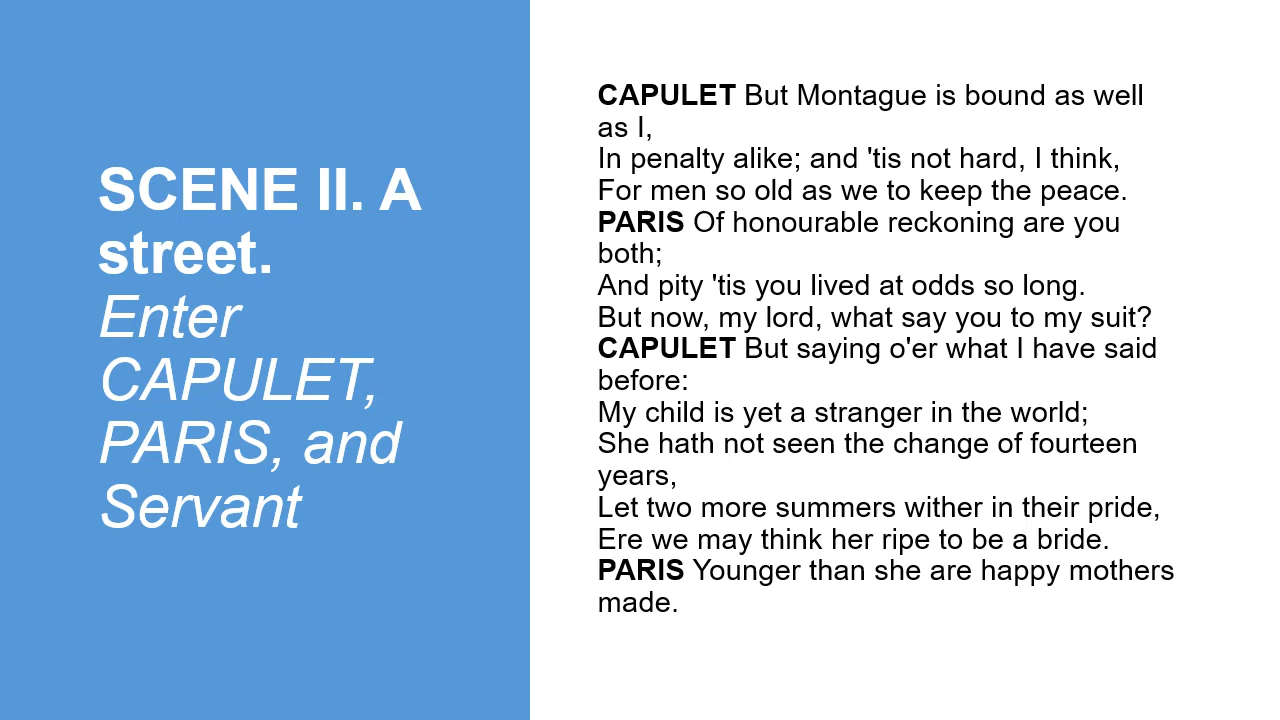 SCENE II. A
street.
Enter
CAPULET,
PARIS, and
Servant
CAPULET But Montague is bound as well
as I,
In penalty alike; and 'tis not hard, I think,
For men so old as we to keep the peace.
PARIS Of honourable reckoning are you
both;
And pity 'tis you lived at odds so long.
But now, my lord, what say you to my suit?
CAPULET But saying o'er what I have said
before:
My child is yet a stranger in the world;
She hath not seen the change of fourteen
years,
Let two more summers wither in their pride,
Ere we may think her ripe to be a bride.
PARIS Younger than she are happy mothers
made.